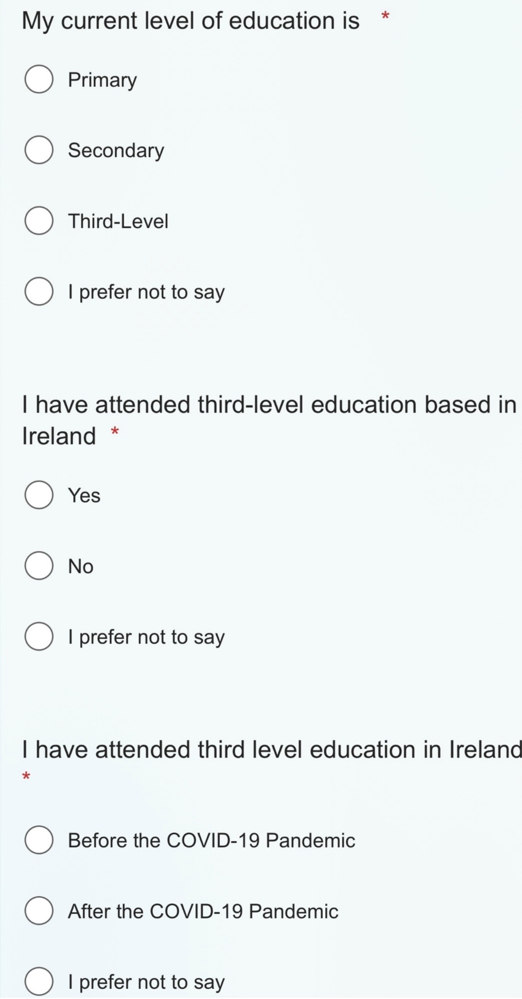 My current level of education is *
Primary
Secondary
Third-Level
I prefer not to say
I have attended third-level education based in
Ireland *
Yes
No
I prefer not to say
I have attended third level education in Ireland
*
Before the COVID-19 Pandemic
After the COVID-19 Pandemic
I prefer not to say